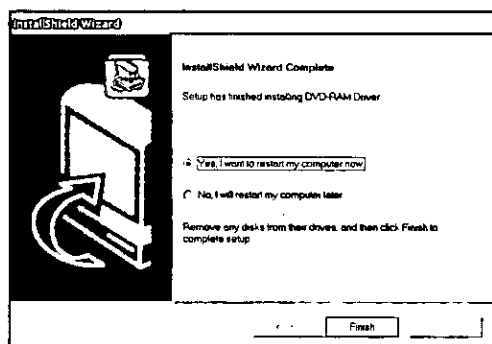 InstallShield Wizard
InstallShield Wizard Complete
Setup has finished installing DVD-RAM Driver
Yes, I want to restart my computer now.
No, I will restart my computer later
Remove any disks from their drives, and then click Finish to
complete setup
Finish